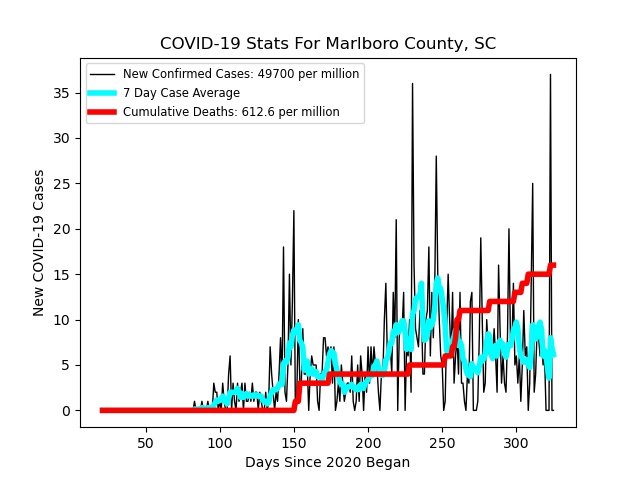 COVID-19 Stats For Marlboro County, SC
New Confirmed Cases: 49700 per million
7 Day Case Average
Cumulative Deaths: 612.6 per million
New COVID-19 Cases
35
30
25
20
15
10
5
0
50 100 150 200 250 300
Days Since 2020 Began